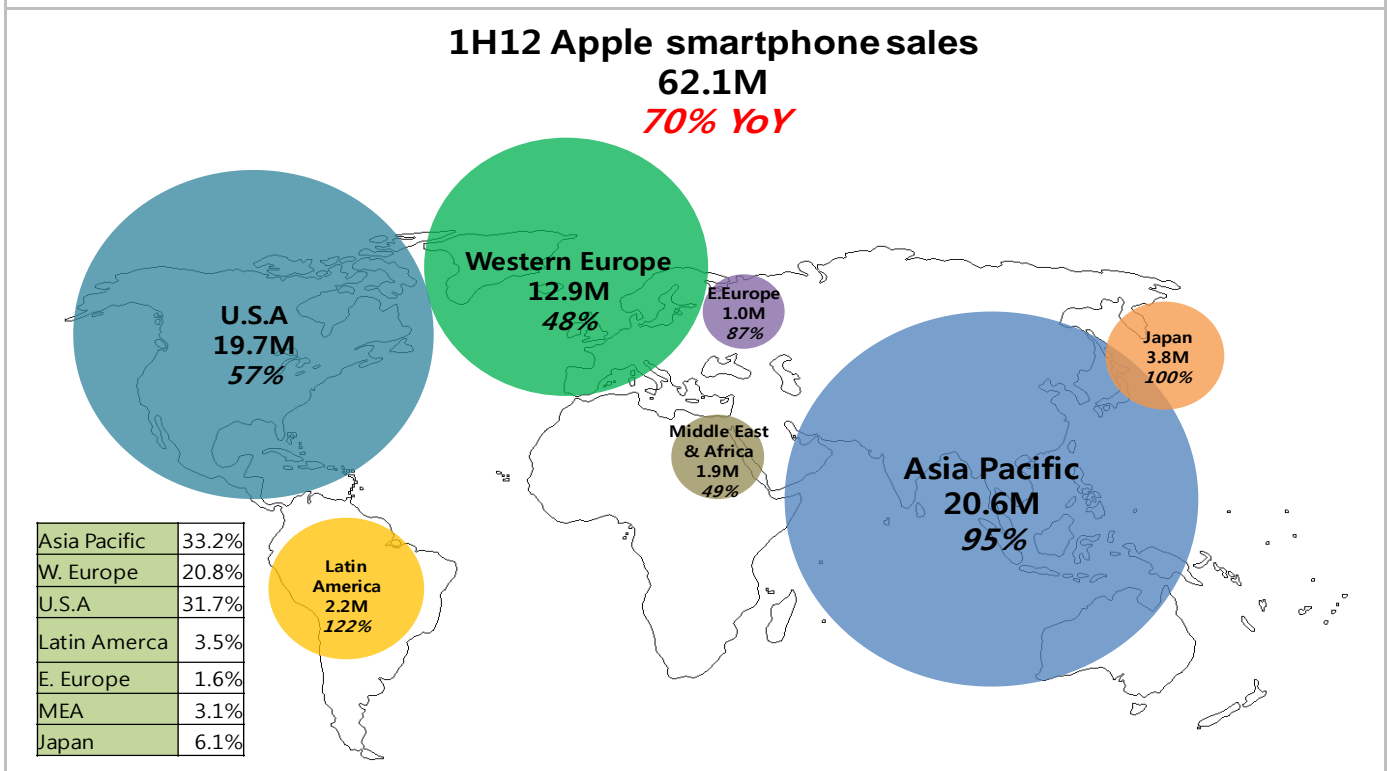 1H12 Apple smartphone sales
62.1M
70% YoY
Western Europe
12.9M
48%
E.Europe
1.0M
87%
U.S.A
19.7M
57%
Japan
3.8M
100%
Middle East
& Africa
1.9M
49%
Asia Pacific
20.6M
95%
Latin
America
2.2M
122%
Asia Pacific 33.2%
W. Europe 20.8%
U.S.A 31.7%
Latin Amerca 3.5%
E. Europe 1.6%
MEA 3.1%
Japan 6.1%